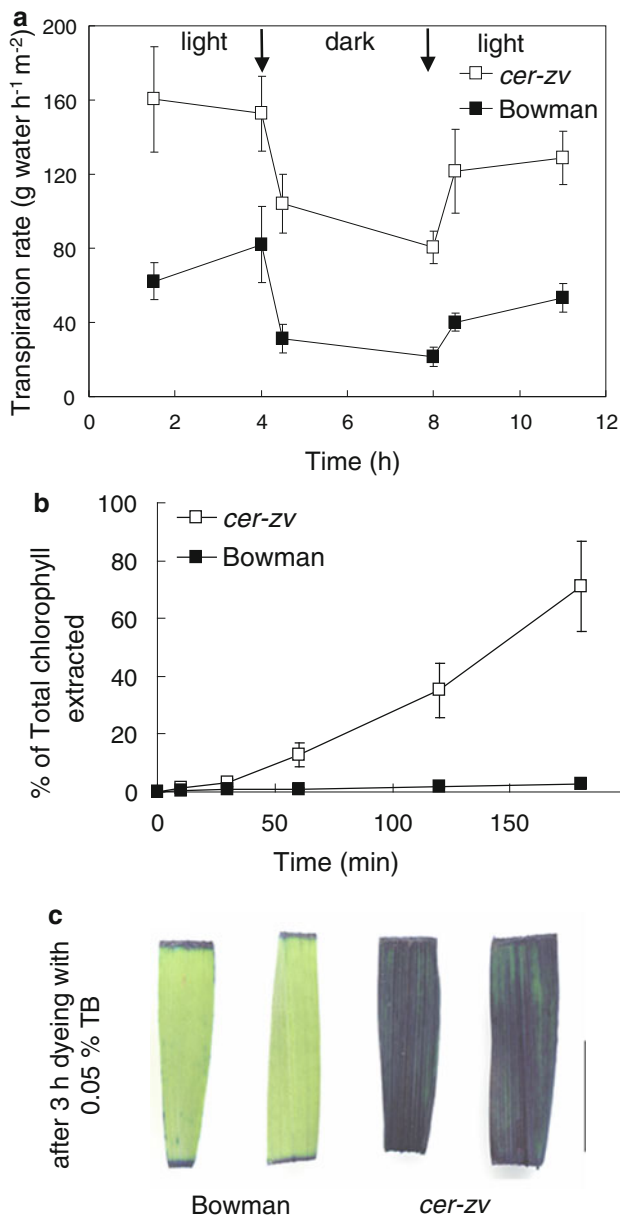 a
Transpiration rate (g water h⁻¹ m⁻²)
200
160
120
80
40
0
light
dark
light
cer-zv
Bowman
0
2
4
6
8
10
12
Time (h)
b
% of Total chlorophyll
extracted
100
80
60
40
20
0
cer-zv
Bowman
0
50
100
150
Time (min)
c
after 3 h dyeing with
0.05 % TB
Bowman
cer-zv